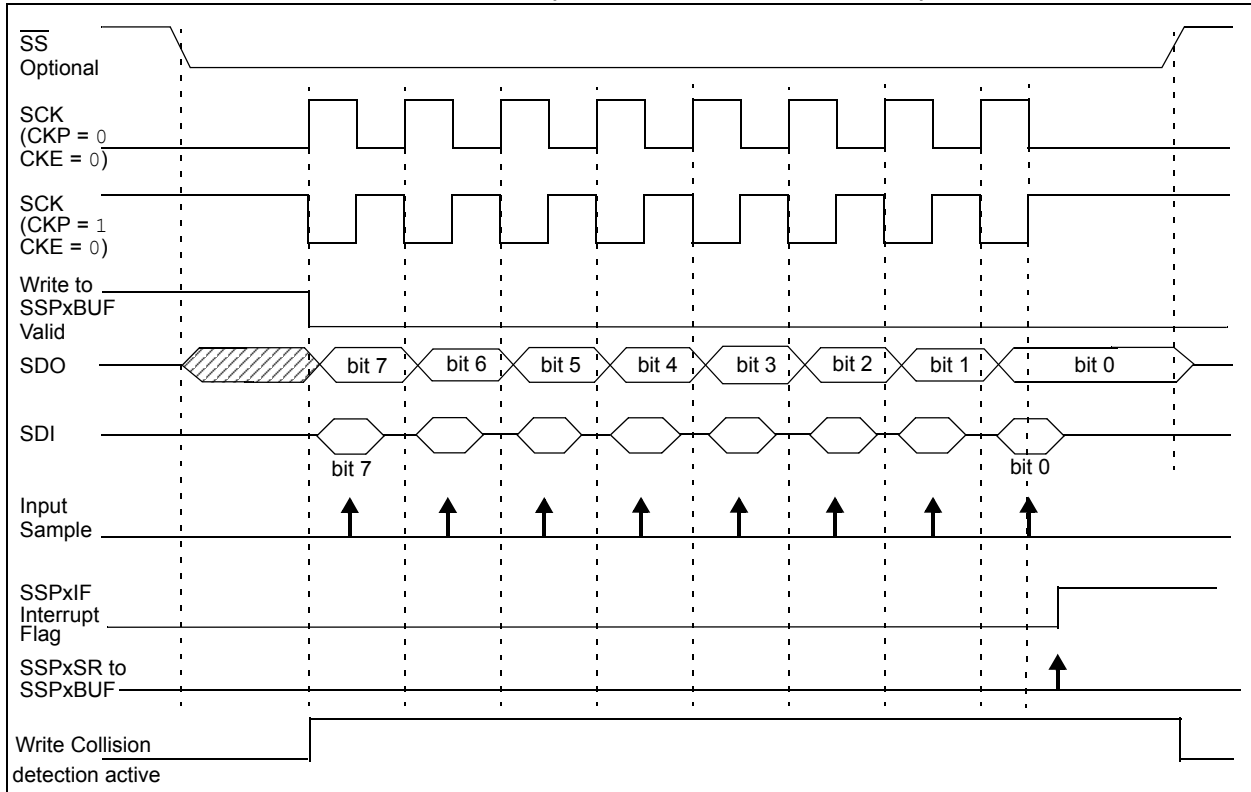 SS
Optional
SCK
(CKP = 0
CKE = 0)
SCK
(CKP = 1
CKE = 0)
Write to
SSPxBUF
Valid
SDO bit 7 bit 6 bit 5 bit 4 bit 3 bit 2 bit 1 bit 0
SDI
bit 7 bit 0
Input
Sample
SSPxIF
Interrupt
Flag
SSPxSR to
SSPxBUF
Write Collision
detection active